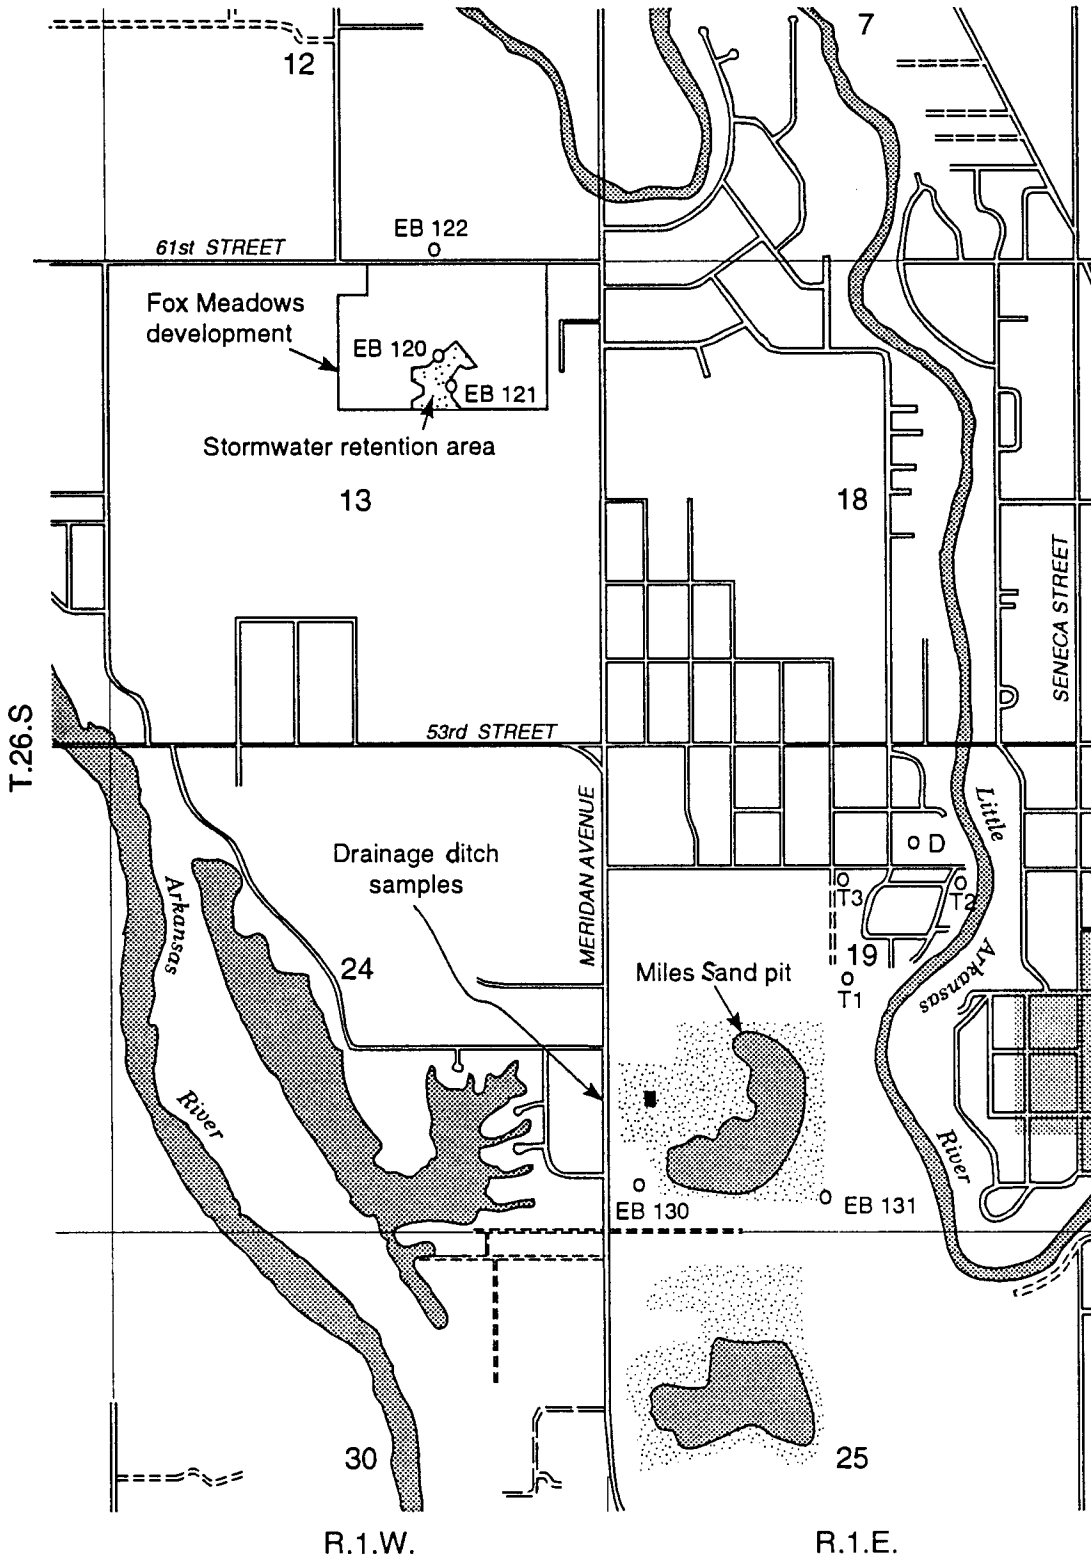 7
12
EB 122
61st STREET
Fox Meadows
development
EB 120
EB 121
Stormwater retention area
13
18
SENECA STREET
T.26.S
53rd STREET
MERIDAN AVENUE
Little
Arkansas
River
Drainage ditch
samples
D
T3
T2
19
T1
Arkansas
River
24
Miles Sand pit
EB 130
EB 131
30
25
R.1.W.
R.1.E.